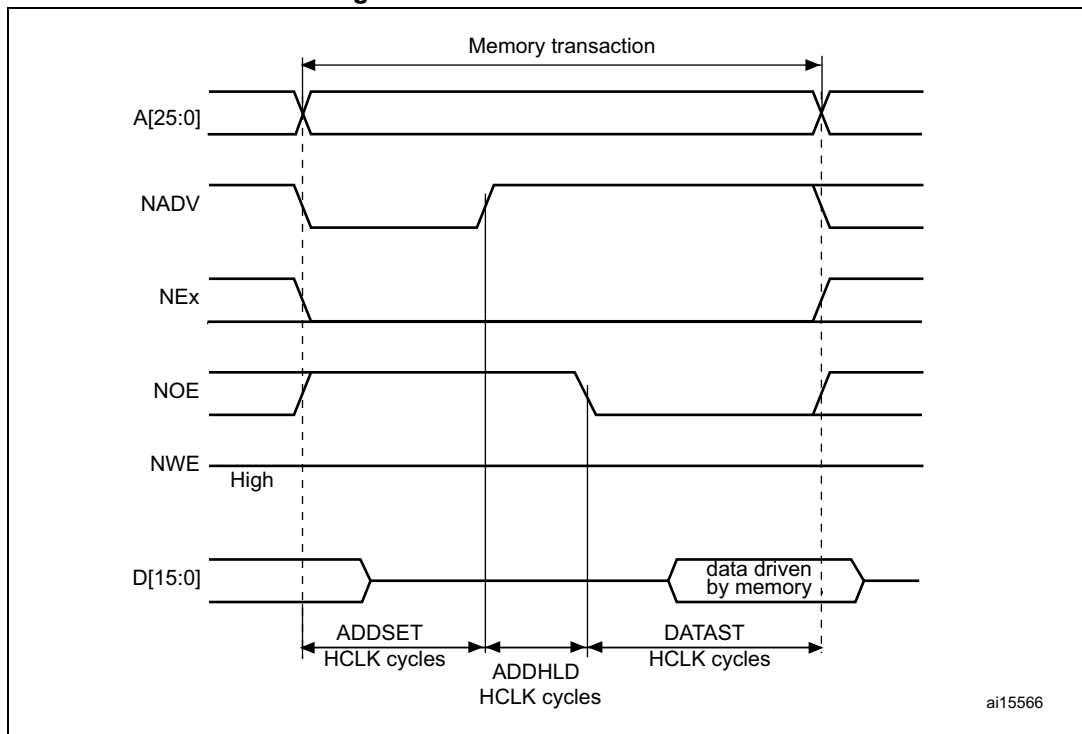 g
Memory transaction
A[25:0]
NADV
NEx
NOE
NWE
High
D[15:0]
data driven
by memory
ADDSET
HCLK cycles
ADDHLD
HCLK cycles
DATAST
HCLK cycles
ai15566